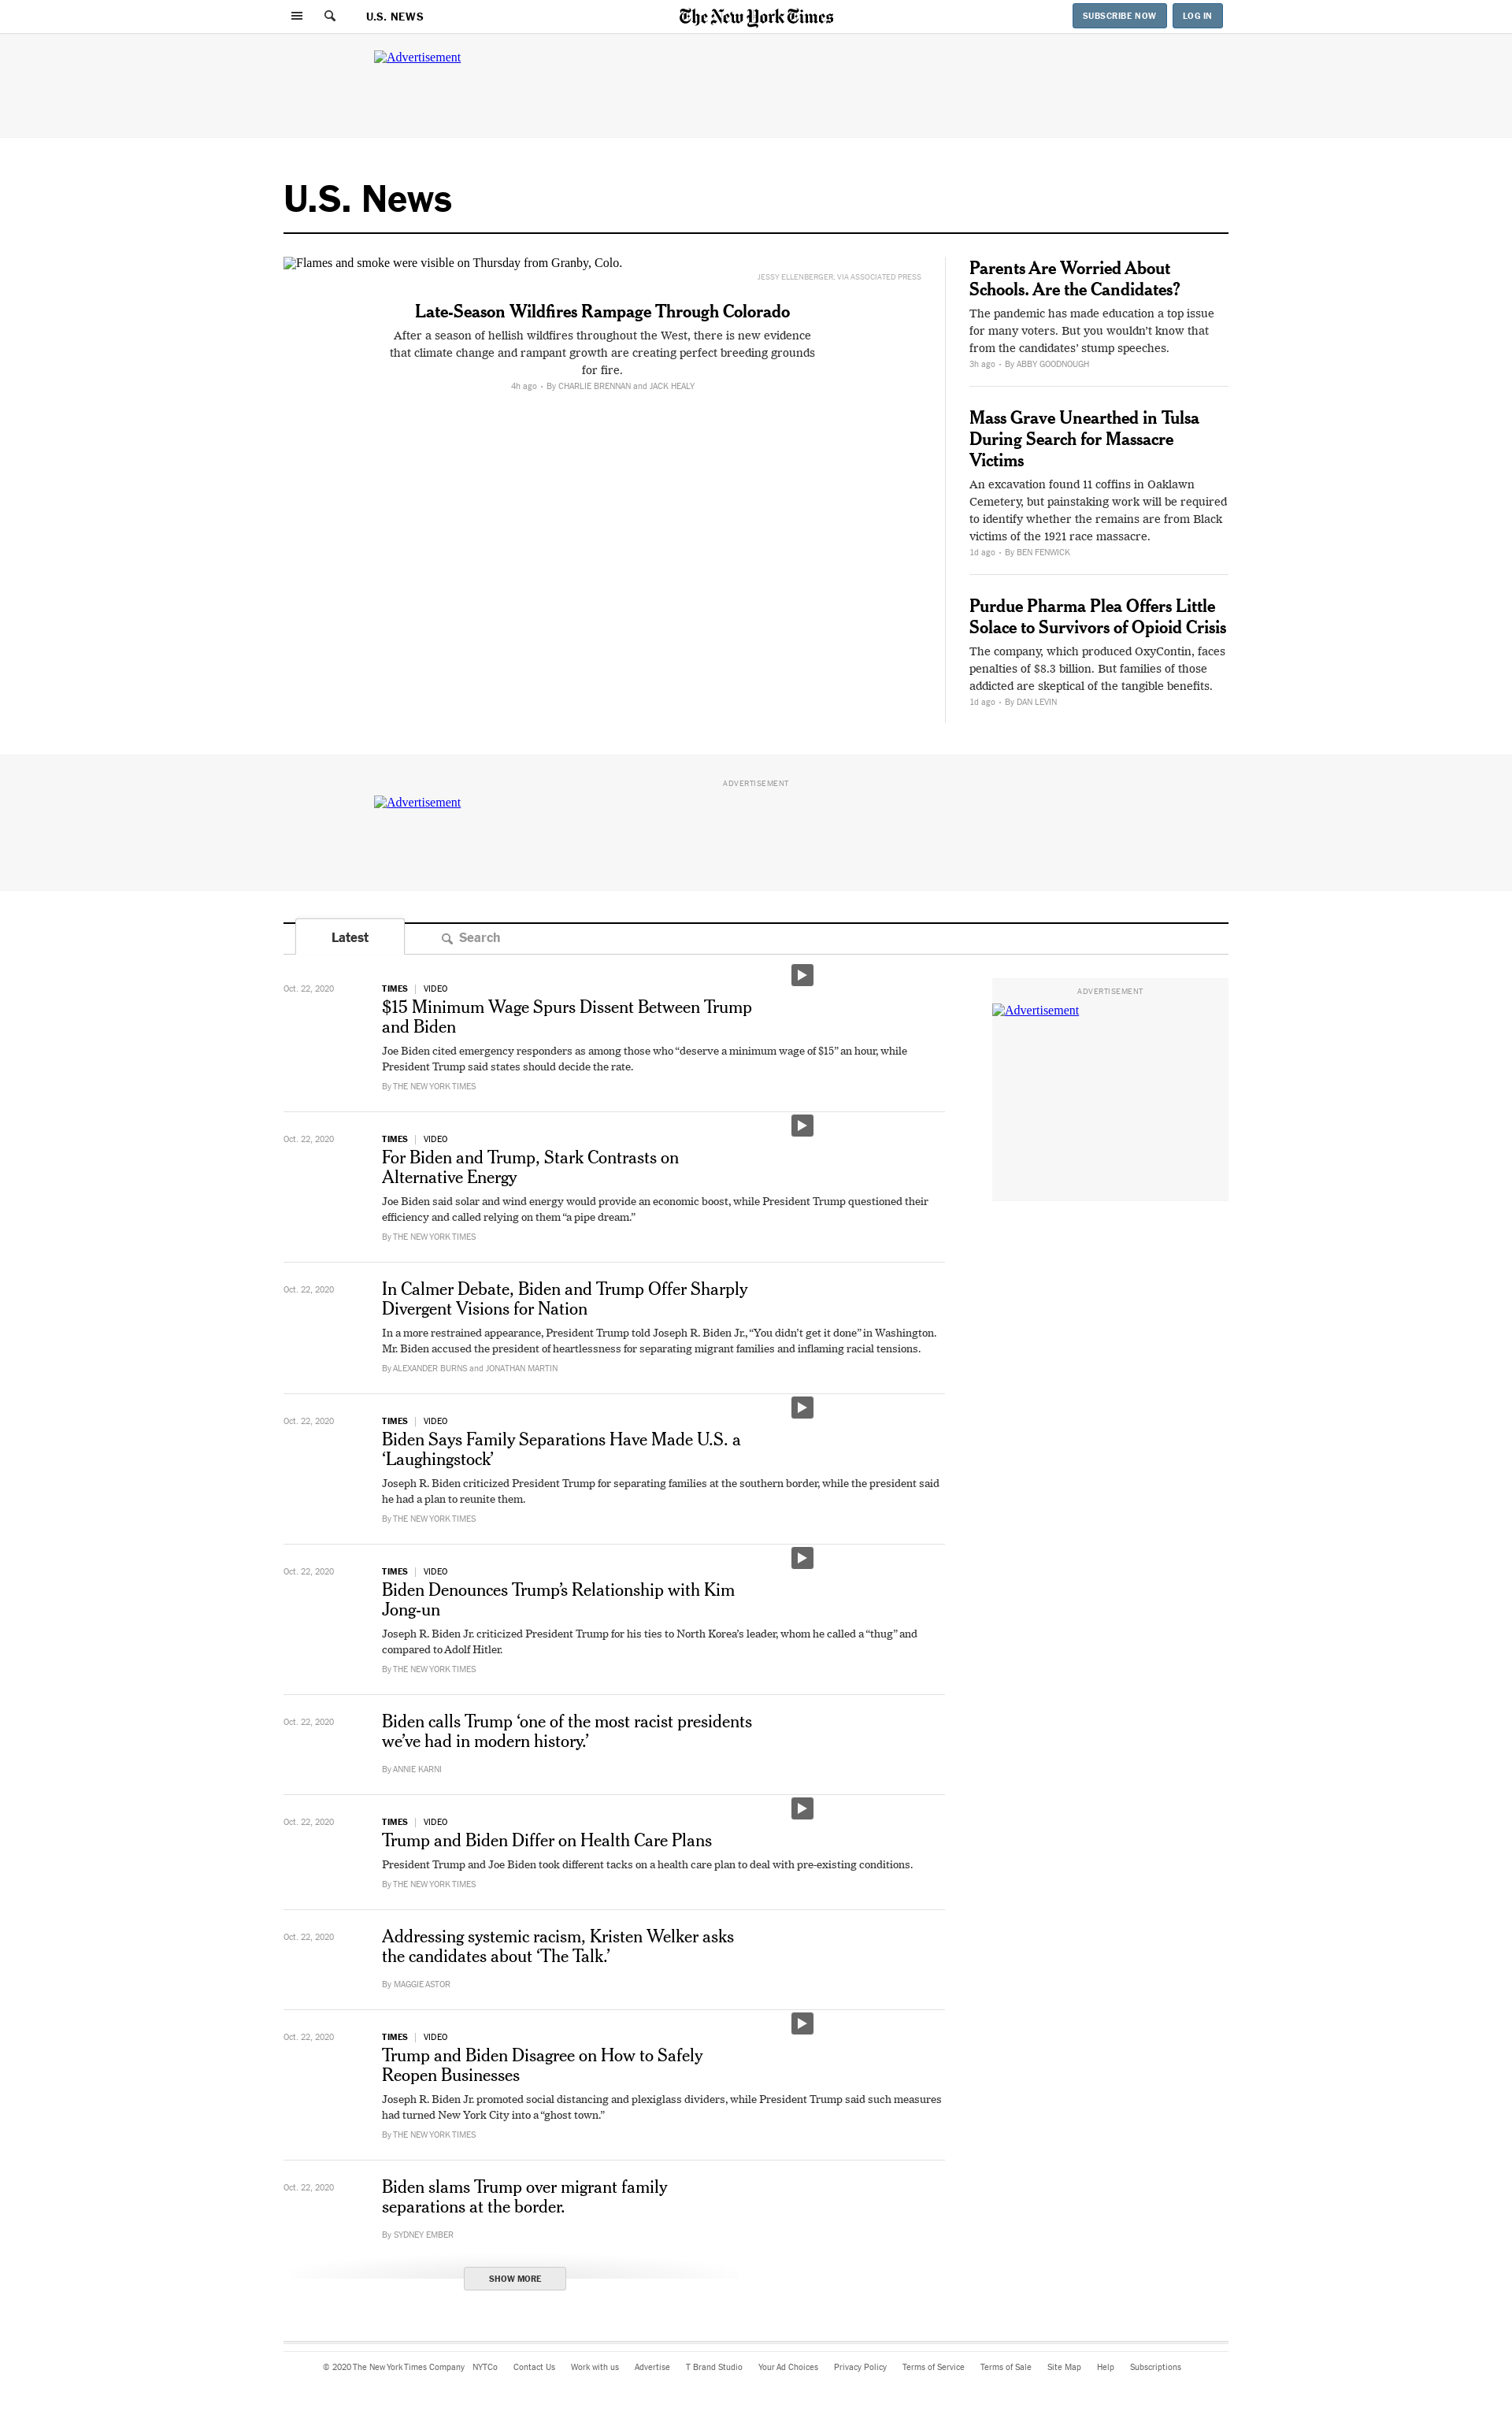 U.S. NEWS
The New York Times
SUBSCRIBE NOW
LOG IN
Advertisement
U.S. News
Flames and smoke were visible on Thursday from Granby, Colo.
JESSY ELLENBERGER, VIA ASSOCIATED PRESS
Late-Season Wildfires Rampage Through Colorado
After a season of hellish wildfires throughout the West, there is new evidence
that climate change and rampant growth are creating perfect breeding grounds
for fire.
4h ago • By CHARLIE BRENNAN and JACK HEALY
Parents Are Worried About
Schools. Are the Candidates?
The pandemic has made education a top issue
for many voters. But you wouldn’t know that
from the candidates’ stump speeches.
3h ago • By ABBY GOODNOUGH
Mass Grave Unearthed in Tulsa
During Search for Massacre
Victims
An excavation found 11 coffins in Oaklawn
Cemetery, but painstaking work will be required
to identify whether the remains are from Black
victims of the 1921 race massacre.
1d ago • By BEN FENWICK
Purdue Pharma Plea Offers Little
Solace to Survivors of Opioid Crisis
The company, which produced OxyContin, faces
penalties of $8.3 billion. But families of those
addicted are skeptical of the tangible benefits.
1d ago • By DAN LEVIN
ADVERTISEMENT
Advertisement
Latest
Search
ADVERTISEMENT
Advertisement
Oct. 22, 2020
TIMES | VIDEO
$15 Minimum Wage Spurs Dissent Between Trump
and Biden
Joe Biden cited emergency responders as among those who “deserve a minimum wage of $15” an hour, while
President Trump said states should decide the rate.
By THE NEW YORK TIMES
Oct. 22, 2020
TIMES | VIDEO
For Biden and Trump, Stark Contrasts on
Alternative Energy
Joe Biden said solar and wind energy would provide an economic boost, while President Trump questioned their
efficiency and called relying on them “a pipe dream.”
By THE NEW YORK TIMES
Oct. 22, 2020
In Calmer Debate, Biden and Trump Offer Sharply
Divergent Visions for Nation
In a more restrained appearance, President Trump told Joseph R. Biden Jr., “You didn’t get it done” in Washington.
Mr. Biden accused the president of heartlessness for separating migrant families and inflaming racial tensions.
By ALEXANDER BURNS and JONATHAN MARTIN
Oct. 22, 2020
TIMES | VIDEO
Biden Says Family Separations Have Made U.S. a
‘Laughingstock’
Joseph R. Biden criticized President Trump for separating families at the southern border, while the president said
he had a plan to reunite them.
By THE NEW YORK TIMES
Oct. 22, 2020
TIMES | VIDEO
Biden Denounces Trump’s Relationship with Kim
Jong-un
Joseph R. Biden Jr. criticized President Trump for his ties to North Korea’s leader, whom he called a “thug” and
compared to Adolf Hitler.
By THE NEW YORK TIMES
Oct. 22, 2020
Biden calls Trump ‘one of the most racist presidents
we’ve had in modern history.’
By ANNIE KARNI
Oct. 22, 2020
TIMES | VIDEO
Trump and Biden Differ on Health Care Plans
President Trump and Joe Biden took different tacks on a health care plan to deal with pre-existing conditions.
By THE NEW YORK TIMES
Oct. 22, 2020
Addressing systemic racism, Kristen Welker asks
the candidates about ‘The Talk.’
By MAGGIE ASTOR
Oct. 22, 2020
TIMES | VIDEO
Trump and Biden Disagree on How to Safely
Reopen Businesses
Joseph R. Biden Jr. promoted social distancing and plexiglass dividers, while President Trump said such measures
had turned New York City into a “ghost town.”
By THE NEW YORK TIMES
Oct. 22, 2020
Biden slams Trump over migrant family
separations at the border.
By SYDNEY EMBER
SHOW MORE
© 2020 The New York Times Company NYTCo Contact Us Work with us Advertise T Brand Studio Your Ad Choices Privacy Policy Terms of Service Terms of Sale Site Map Help Subscriptions